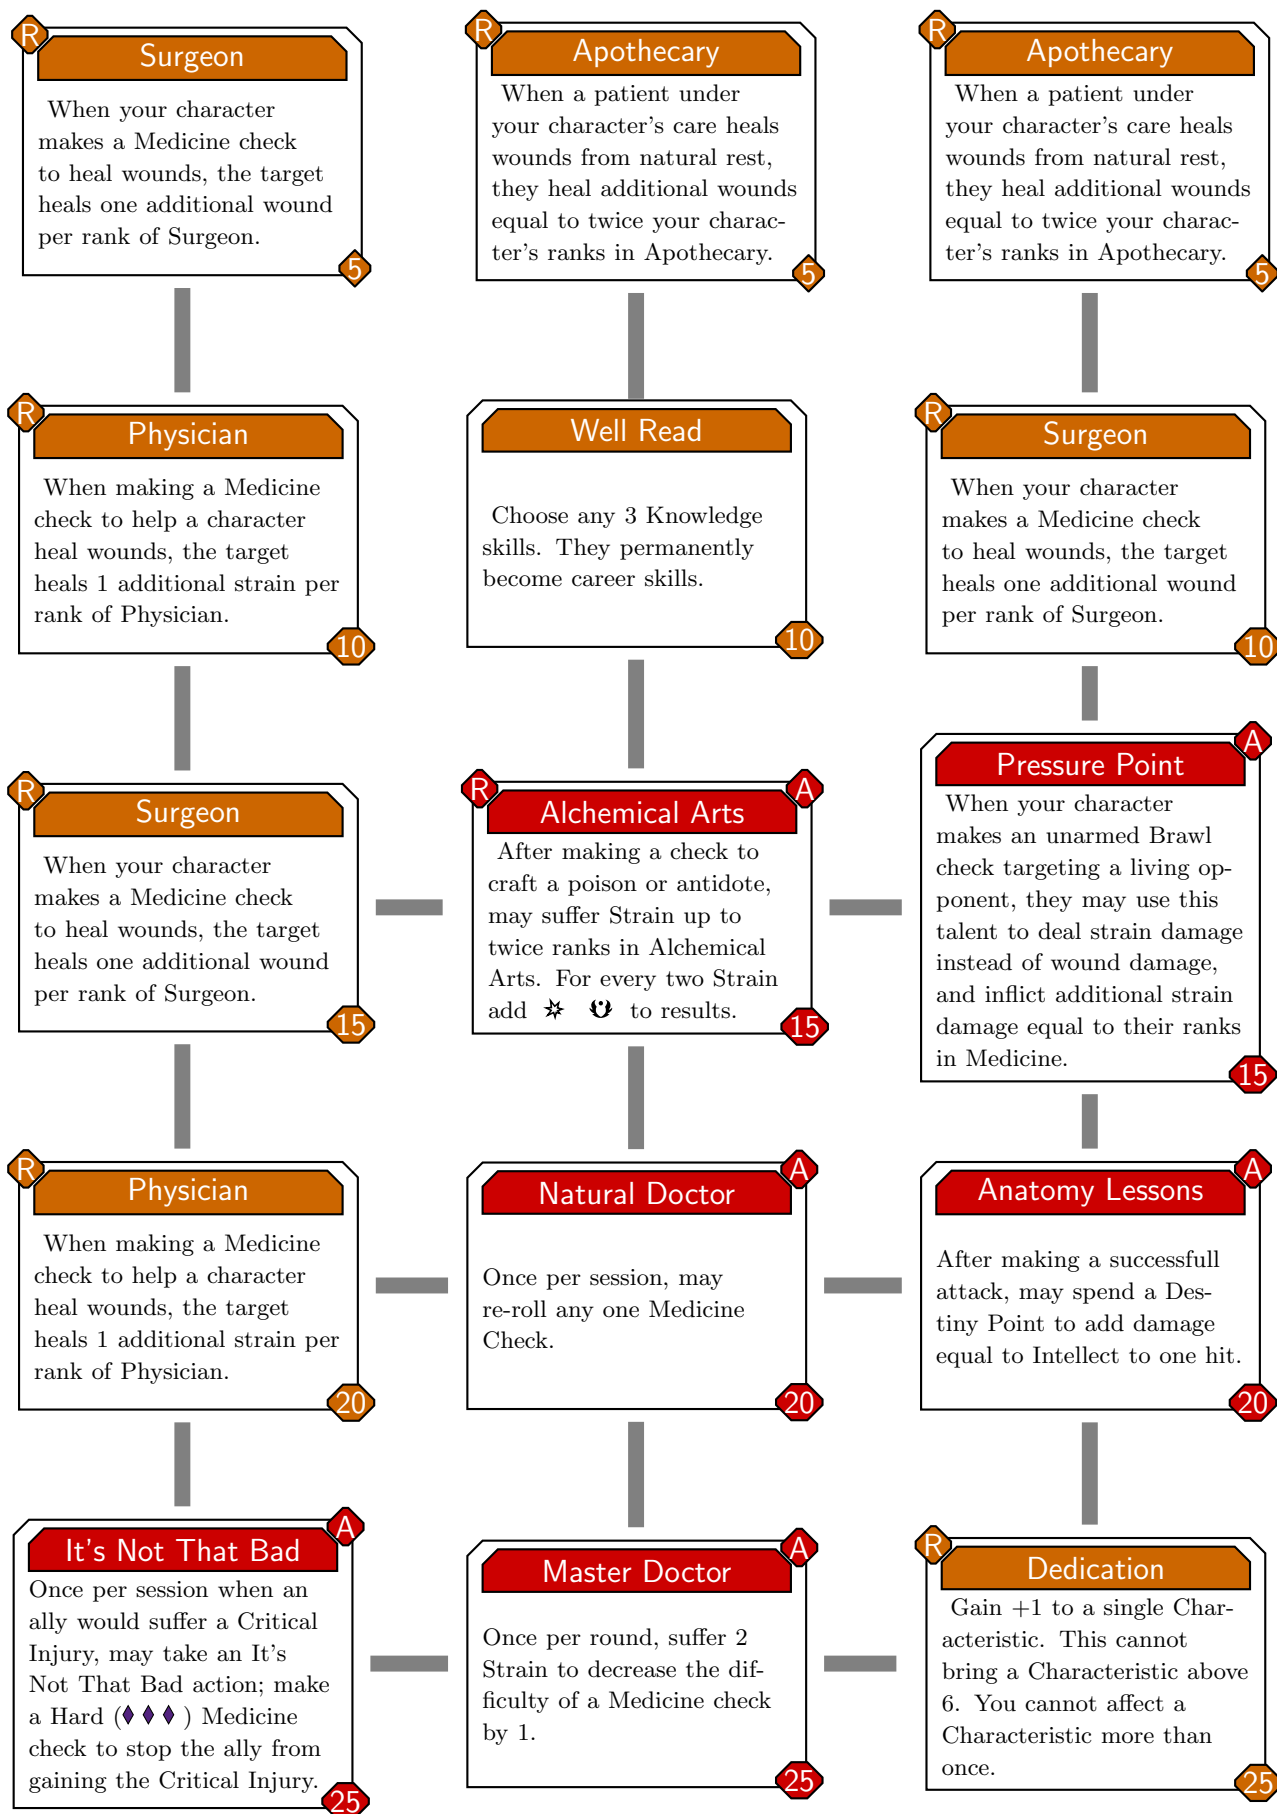 R
Surgeon
When your character
makes a Medicine check
to heal wounds, the target
heals one additional wound
per rank of Surgeon.
5
R
Apothecary
When a patient under
your character's care heals
wounds from natural rest,
they heal additional wounds
equal to twice your charac-
ter's ranks in Apothecary.
5
R
Apothecary
When a patient under
your character's care heals
wounds from natural rest,
they heal additional wounds
equal to twice your charac-
ter's ranks in Apothecary.
5
R
Physician
When making a Medicine
check to help a character
heal wounds, the target
heals 1 additional strain per
rank of Physician.
10
Well Read
Choose any 3 Knowledge
skills. They permanently
become career skills.
10
R
Surgeon
When your character
makes a Medicine check
to heal wounds, the target
heals one additional wound
per rank of Surgeon.
10
R
Surgeon
When your character
makes a Medicine check
to heal wounds, the target
heals one additional wound
per rank of Surgeon.
15
R
A
Alchemical Arts
After making a check to
craft a poison or antidote,
may suffer Strain up to
twice ranks in Alchemical
Arts. For every two Strain
add to results.
15
A
Pressure Point
When your character
makes an unarmed Brawl
check targeting a living op-
ponent, they may use this
talent to deal strain damage
instead of wound damage,
and inflict additional strain
damage equal to their ranks
in Medicine.
15
R
Physician
When making a Medicine
check to help a character
heal wounds, the target
heals 1 additional strain per
rank of Physician.
20
A
Natural Doctor
Once per session, may
re-roll any one Medicine
Check.
20
A
Anatomy Lessons
After making a successfull
attack, may spend a Des-
tiny Point to add damage
equal to Intellect to one hit.
20
A
It's Not That Bad
Once per session when an
ally would suffer a Critical
Injury, may take an It's
Not That Bad action; make
a Hard (♦ ♦ ♦ ) Medicine
check to stop the ally from
gaining the Critical Injury.
25
A
Master Doctor
Once per round, suffer 2
Strain to decrease the dif-
ficulty of a Medicine check
by 1.
25
R
Dedication
Gain +1 to a single Char-
acteristic. This cannot
bring a Characteristic above
6. You cannot affect a
Characteristic more than
once.
25